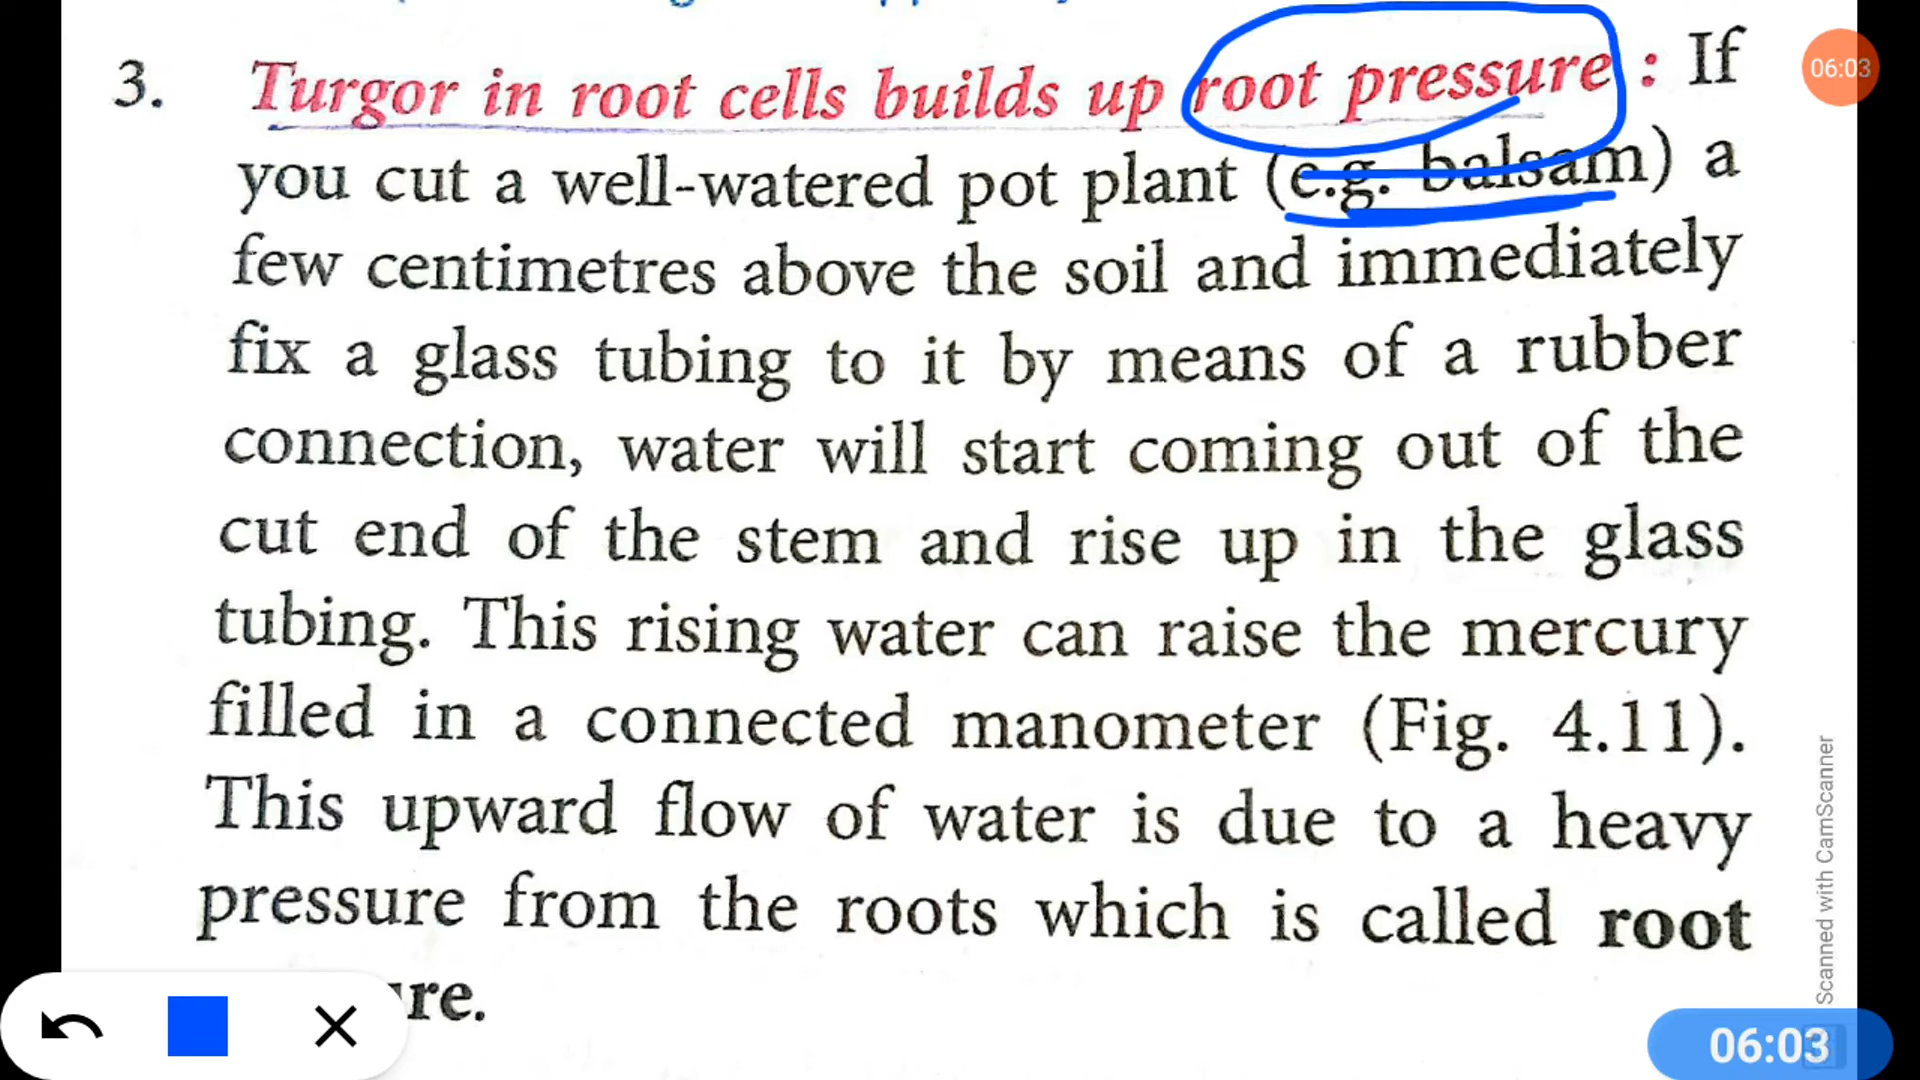 3. Turgor in root cells builds up root pressure : If
you cut a well-watered pot plant (e.g. balsam) a
few centimetres above the soil and immediately
fix a glass tubing to it by means of a rubber
connection, water will start coming out of the
cut end of the stem and rise up in the glass
tubing. This rising water can raise the mercury
filled in a connected manometer (Fig. 4.11).
This upward flow of water is due to a heavy
pressure from the roots which is called root
re.
06:03
06:03
Scanned with CamScanner